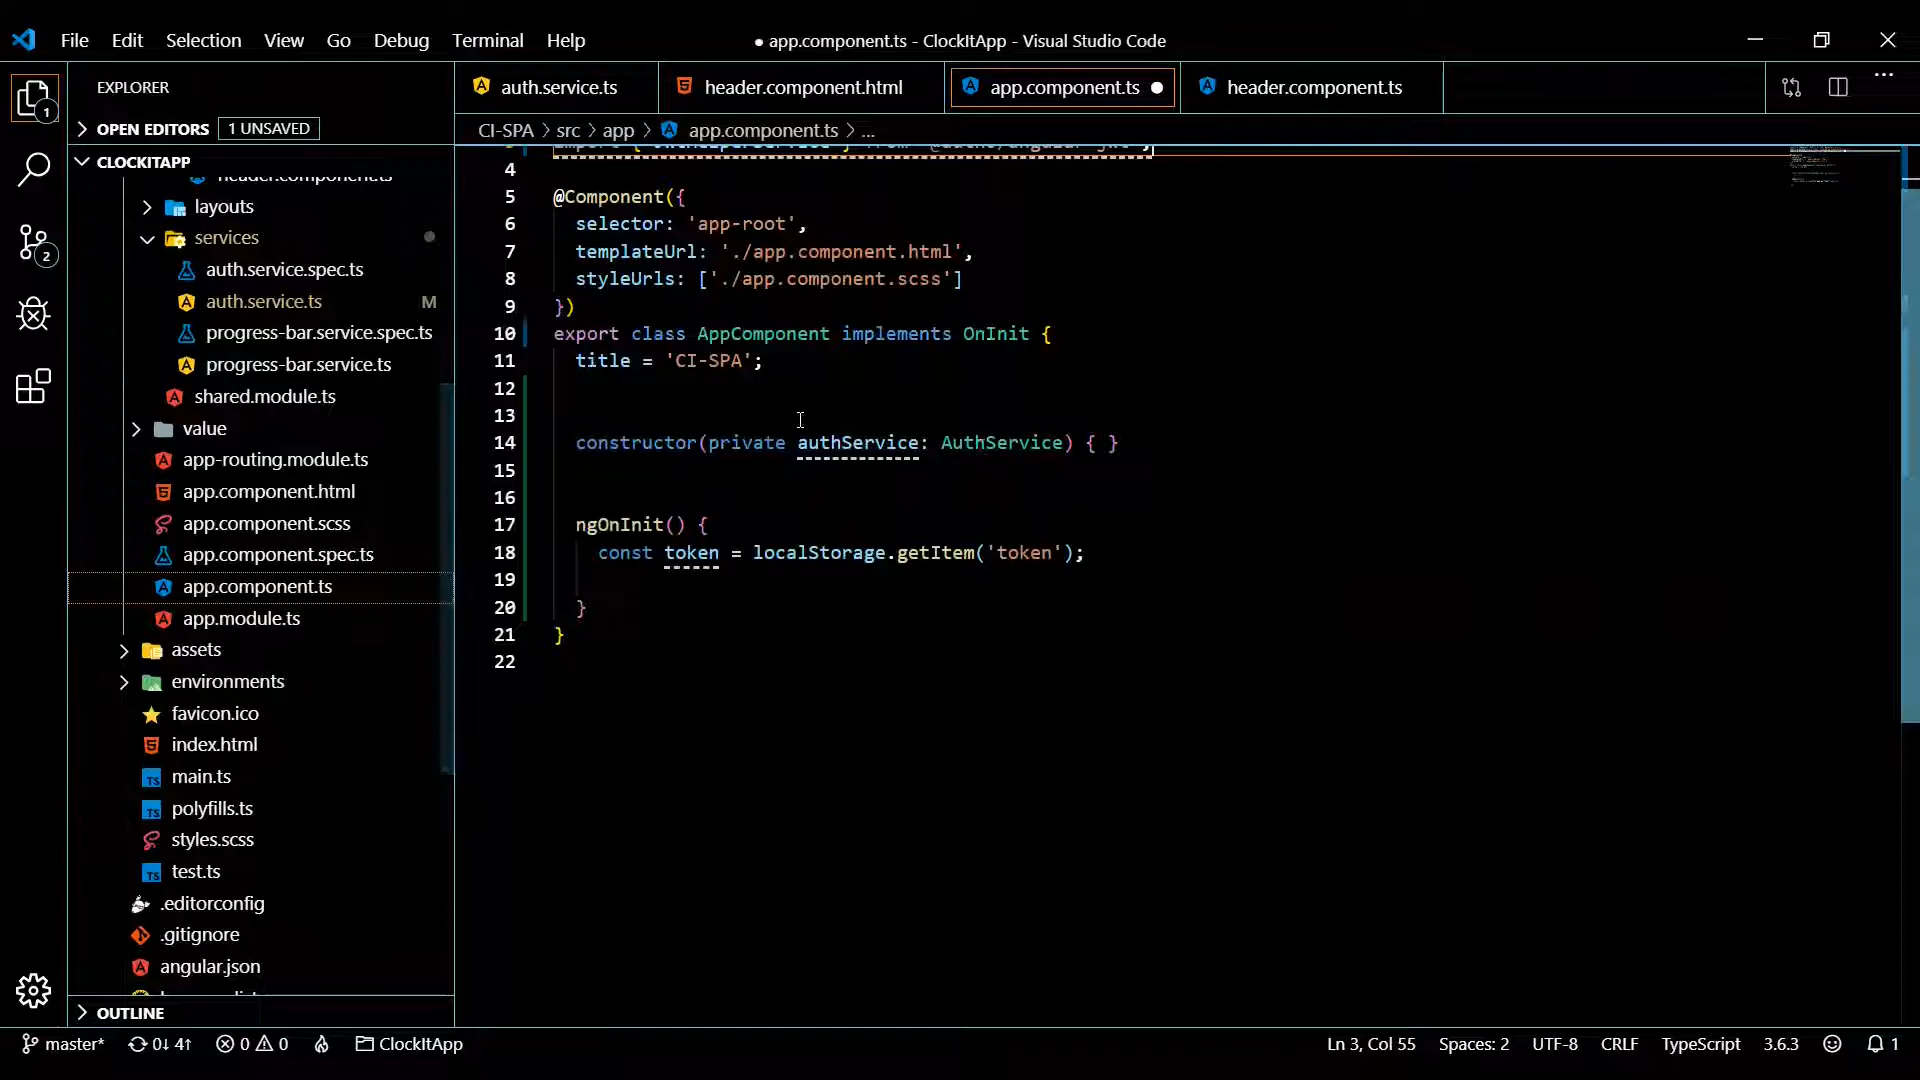 File Edit Selection View Go Debug Terminal Help
● app.component.ts - ClockItApp - Visual Studio Code
EXPLORER
auth.service.ts
header.component.html
app.component.ts
header.component.ts
OPEN EDITORS 1 UNSAVED
CI-SPA > src > app > app.component.ts > ...
CLOCKITAPP
header.component.ts
layouts
services
auth.service.spec.ts
auth.service.ts M
progress-bar.service.spec.ts
progress-bar.service.ts
shared.module.ts
value
app-routing.module.ts
app.component.html
app.component.scss
app.component.spec.ts
app.component.ts
app.module.ts
assets
environments
favicon.ico
index.html
main.ts
polyfills.ts
styles.scss
test.ts
.editorconfig
.gitignore
angular.json
OUTLINE
1
2
4
5 @Component({
6 selector: 'app-root',
7 templateUrl: './app.component.html',
8 styleUrls: ['./app.component.scss']
9 })
10 export class AppComponent implements OnInit {
11 title = 'CI-SPA';
12
13
14 constructor(private authService: AuthService) { }
15
16
17 ngOnInit() {
18 const token = localStorage.getItem('token');
19
20 }
21 }
22
master* 0↓ 4↑ 0 0 ClockItApp
Ln 3, Col 55 Spaces: 2 UTF-8 CRLF TypeScript 3.6.3 1